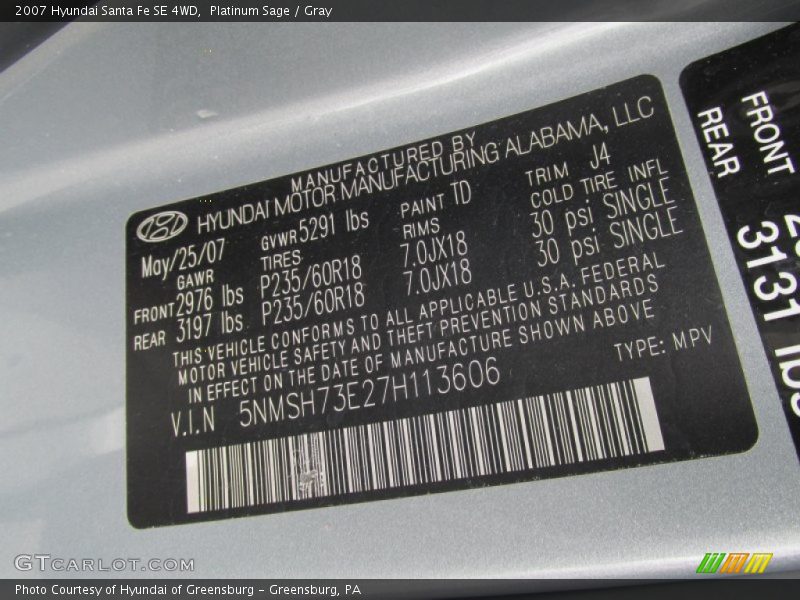 2007 Hyundai Santa Fe SE 4WD, Platinum Sage / Gray
MANUFACTURED BY
HYUNDAI MOTOR MANUFACTURING ALABAMA, LLC
May/25/07 GVWR 5291 lbs PAINT TD TRIM J4
GAWR TIRES RIMS COLD TIRE INFL
FRONT 2976 lbs P235/60R18 7.0JX18 30 psi SINGLE
REAR 3197 lbs P235/60R18 7.0JX18 30 psi SINGLE
THIS VEHICLE CONFORMS TO ALL APPLICABLE U.S.A. FEDERAL
MOTOR VEHICLE SAFETY AND THEFT PREVENTION STANDARDS
IN EFFECT ON THE DATE OF MANUFACTURE SHOWN ABOVE
V.I.N 5NMSH73E27H113606 TYPE: MPV
FRONT
REAR 3131 lbs
GTCARLOT.COM
Photo Courtesy of Hyundai of Greensburg - Greensburg, PA